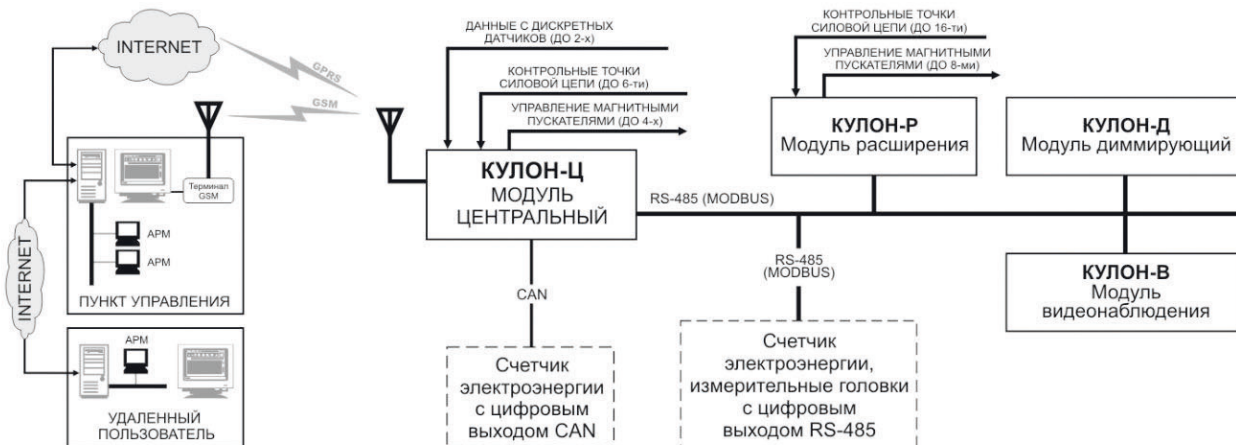 INTERNET
GPRS
GSM
Терминал
GSM
АРМ
АРМ
ПУНКТ УПРАВЛЕНИЯ
INTERNET
АРМ
УДАЛЕННЫЙ
ПОЛЬЗОВАТЕЛЬ
ДАННЫЕ С ДИСКРЕТНЫХ
ДАТЧИКОВ (ДО 2-х)
КОНТРОЛЬНЫЕ ТОЧКИ
СИЛОВОЙ ЦЕПИ (ДО 6-ти)
УПРАВЛЕНИЕ МАГНИТНЫМИ
ПУСКАТЕЛЯМИ (ДО 4-х)
КУЛОН-Ц
МОДУЛЬ
ЦЕНТРАЛЬНЫЙ
CAN
Счетчик
электроэнергии
с цифровым
выходом CAN
RS-485 (MODBUS)
RS-485
(MODBUS)
Счетчик
электроэнергии,
измерительные головки
с цифровым
выходом RS-485
КОНТРОЛЬНЫЕ ТОЧКИ
СИЛОВОЙ ЦЕПИ (ДО 16-ти)
УПРАВЛЕНИЕ МАГНИТНЫМИ
ПУСКАТЕЛЯМИ (ДО 8-ми)
КУЛОН-Р
Модуль расширения
КУЛОН-Д
Модуль диммирующий
КУЛОН-В
Модуль
видеонаблюдения